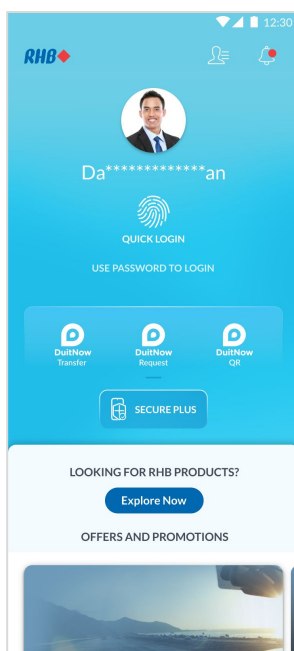 12:30
RHB
Da*************an
QUICK LOGIN
USE PASSWORD TO LOGIN
DuitNow
Transfer
DuitNow
Request
DuitNow
QR
SECURE PLUS
LOOKING FOR RHB PRODUCTS?
Explore Now
OFFERS AND PROMOTIONS